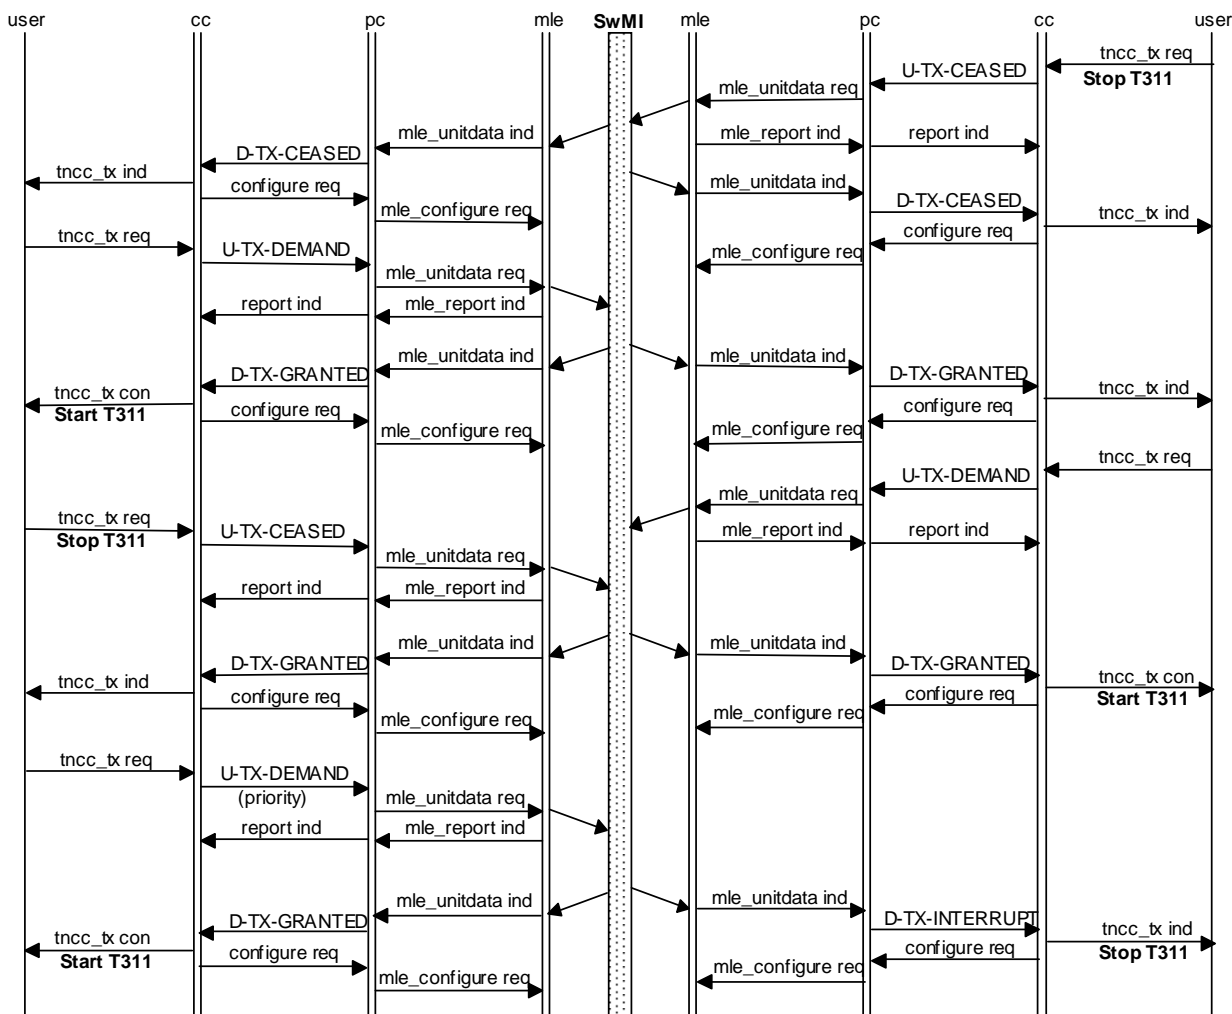 user cc pc mle SwMI mle pc cc user
tncc_tx req
U-TX-CEASED Stop T311
mle_unitdata req
mle_unitdata ind mle_report ind report ind
D-TX-CEASED
tncc_tx ind configure req mle_unitdata ind
mle_configure req D-TX-CEASED tncc_tx ind
tncc_tx req U-TX-DEMAND mle_configure req configure req
mle_unitdata req
report ind mle_report ind
mle_unitdata ind mle_unitdata ind
D-TX-GRANTED D-TX-GRANTED
tncc_tx con tncc_tx ind
Start T311 configure req configure req
mle_configure req mle_configure req
tncc_tx req
U-TX-DEMAND
mle_unitdata req
tncc_tx req
Stop T311 U-TX-CEASED mle_report ind report ind
mle_unitdata req
report ind mle_report ind
mle_unitdata ind mle_unitdata ind
D-TX-GRANTED D-TX-GRANTED
tncc_tx ind tncc_tx con
configure req configure req Start T311
mle_configure req mle_configure req
tncc_tx req
U-TX-DEMAND
(priority) mle_unitdata req
report ind mle_report ind
mle_unitdata ind mle_unitdata ind
D-TX-GRANTED D-TX-INTERRUPT
tncc_tx con tncc_tx ind
Start T311 configure req configure req Stop T311
mle_configure req mle_configure req